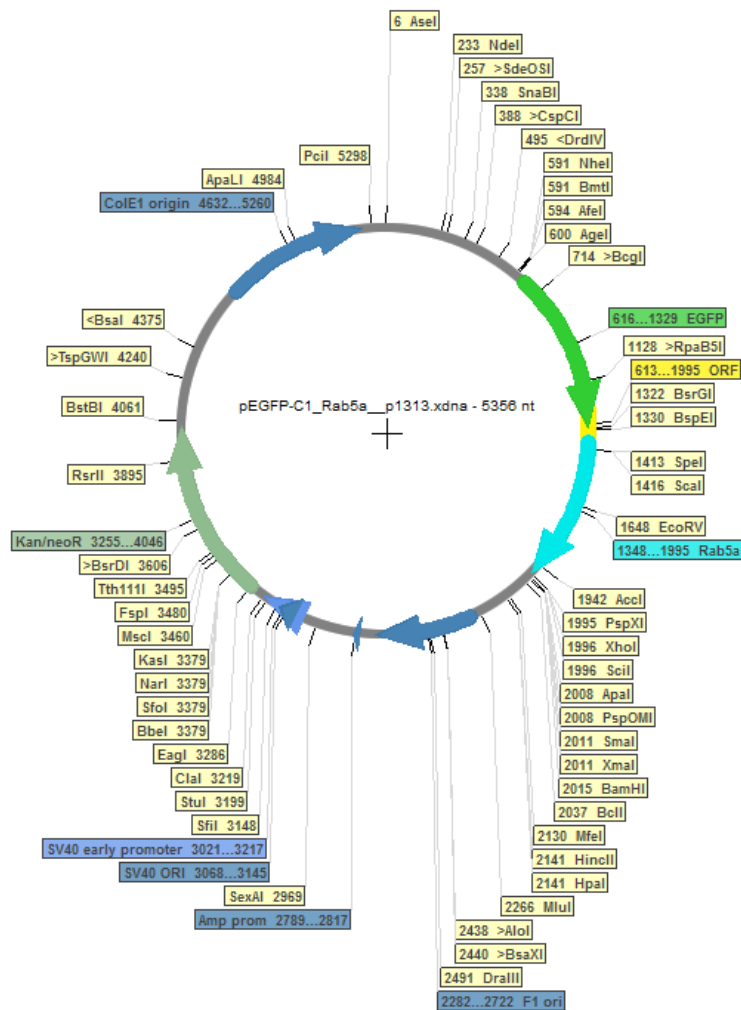 6 AseI
233 NdeI
257 >SdeOSI
338 SnaBI
388 >CspCI
495 <DrdIV
591 NheI
591 BmtI
594 AfeI
600 AgeI
714 >BcgI
616...1329 EGFP
1128 >RpaB5I
613...1995 ORF
1322 BsrGI
1330 BspEI
1413 SpeI
1416 ScaI
1648 EcoRV
1348...1995 Rab5a
1942 AccI
1995 PspXI
1996 XhoI
1996 SciI
2008 ApaI
2008 PspOMI
2011 SmaI
2011 XmaI
2015 BamHI
2037 BclI
2130 MfeI
2141 HincII
2141 HpaI
2266 MluI
2438 >AloI
2440 >BsaXI
2491 DraIII
2282...2722 F1 ori
Amp prom 2789...2817
SexAI 2969
SV40 ORI 3068...3145
SV40 early promoter 3021...3217
SfiI 3148
StuI 3199
ClaI 3219
EagI 3286
BbeI 3379
SfoI 3379
NarI 3379
KasI 3379
MscI 3460
FspI 3480
Tth111I 3495
>BsrDI 3606
Kan/neoR 3255...4046
RsrII 3895
BstBI 4061
>TspGWI 4240
<BsaI 4375
ColE1 origin 4632...5260
ApaLI 4984
PciI 5298
pEGFP-C1_Rab5a__p1313.xdna - 5356 nt